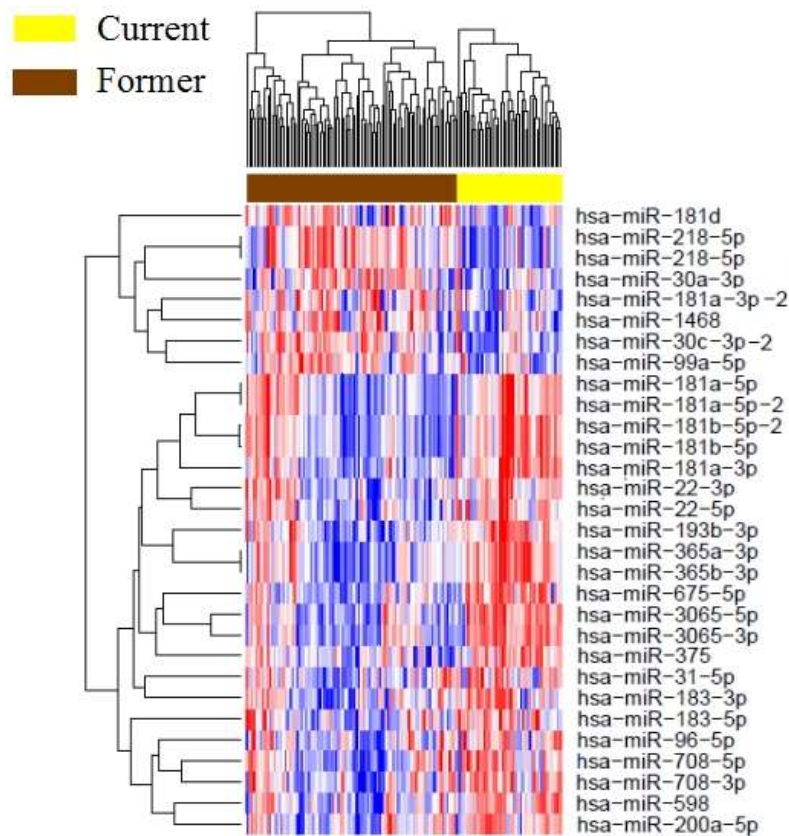 Current
Former
hsa-miR-181d
hsa-miR-218-5p
hsa-miR-218-5p
hsa-miR-30a-3p
hsa-miR-181a-3p-2
hsa-miR-1468
hsa-miR-30c-3p-2
hsa-miR-99a-5p
hsa-miR-181a-5p
hsa-miR-181a-5p-2
hsa-miR-181b-5p-2
hsa-miR-181b-5p
hsa-miR-181a-3p
hsa-miR-22-3p
hsa-miR-22-5p
hsa-miR-193b-3p
hsa-miR-365a-3p
hsa-miR-365b-3p
hsa-miR-675-5p
hsa-miR-3065-5p
hsa-miR-3065-3p
hsa-miR-375
hsa-miR-31-5p
hsa-miR-183-3p
hsa-miR-183-5p
hsa-miR-96-5p
hsa-miR-708-5p
hsa-miR-708-3p
hsa-miR-598
hsa-miR-200a-5p